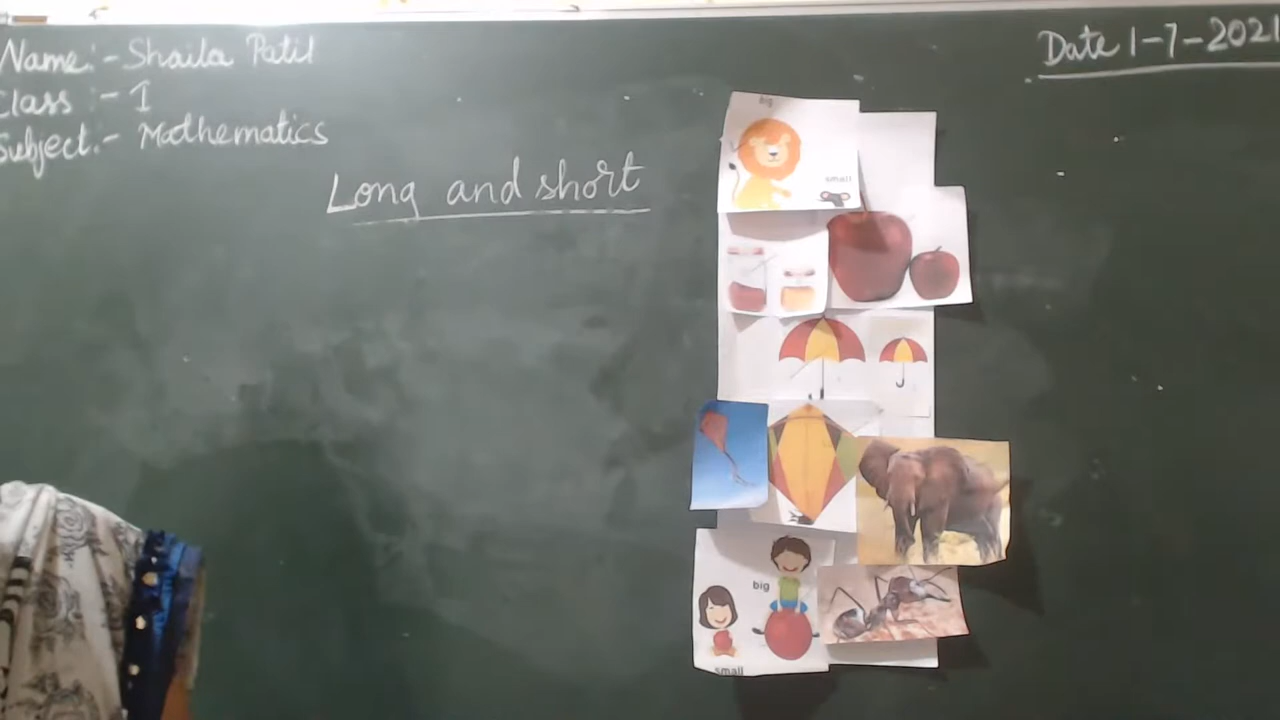 Name:- Shaila Patil
Class :- I
Subject.- Mathematics
Date 1-7-2021
Long and short
big
small
big
small